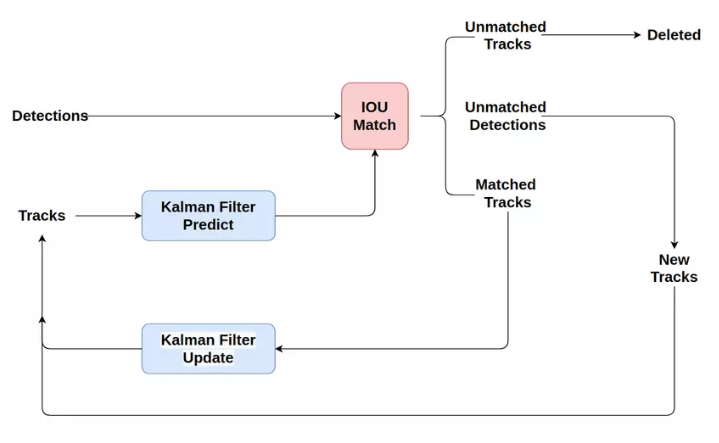 Unmatched
Tracks
Deleted
Detections
IOU
Match
Unmatched
Detections
Matched
Tracks
Tracks
Kalman Filter
Predict
New
Tracks
Kalman Filter
Update